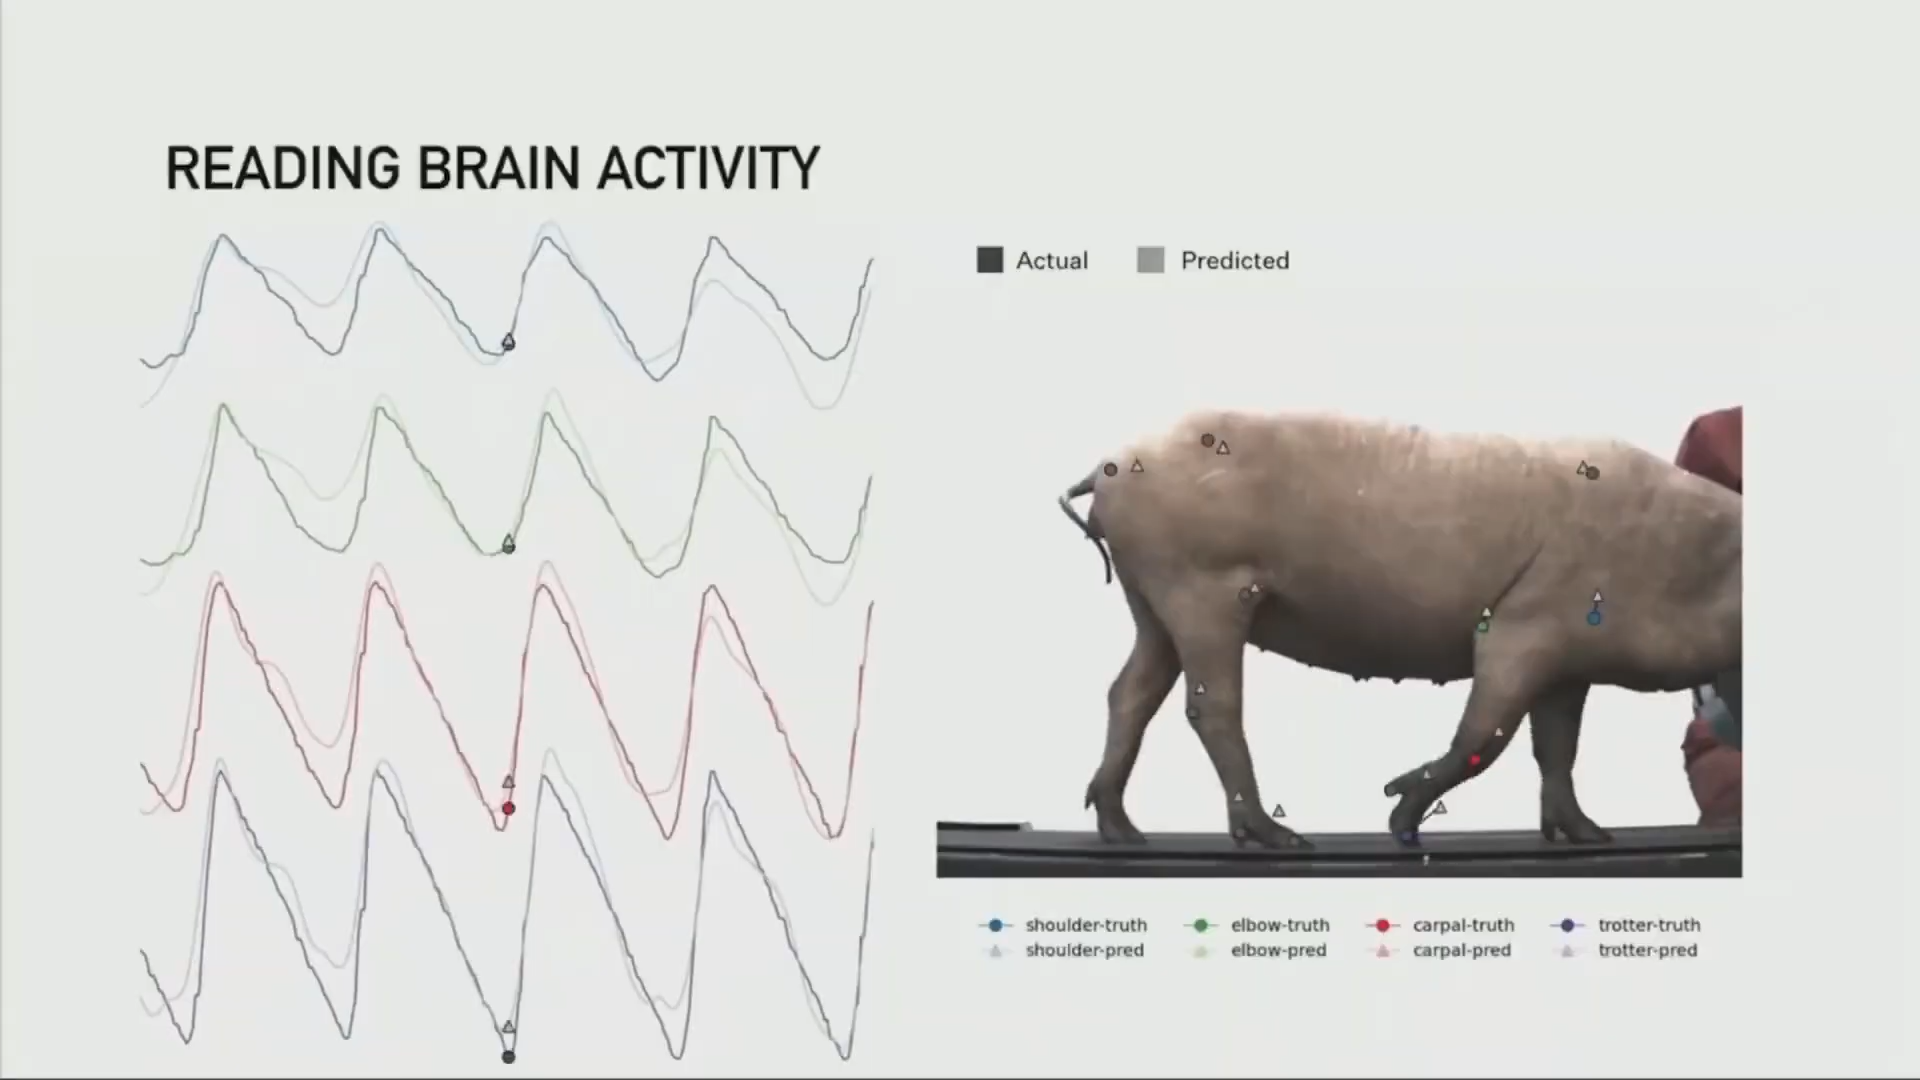 READING BRAIN ACTIVITY
Actual Predicted
shoulder-truth elbow-truth carpal-truth trotter-truth
shoulder-pred elbow-pred carpal-pred trotter-pred